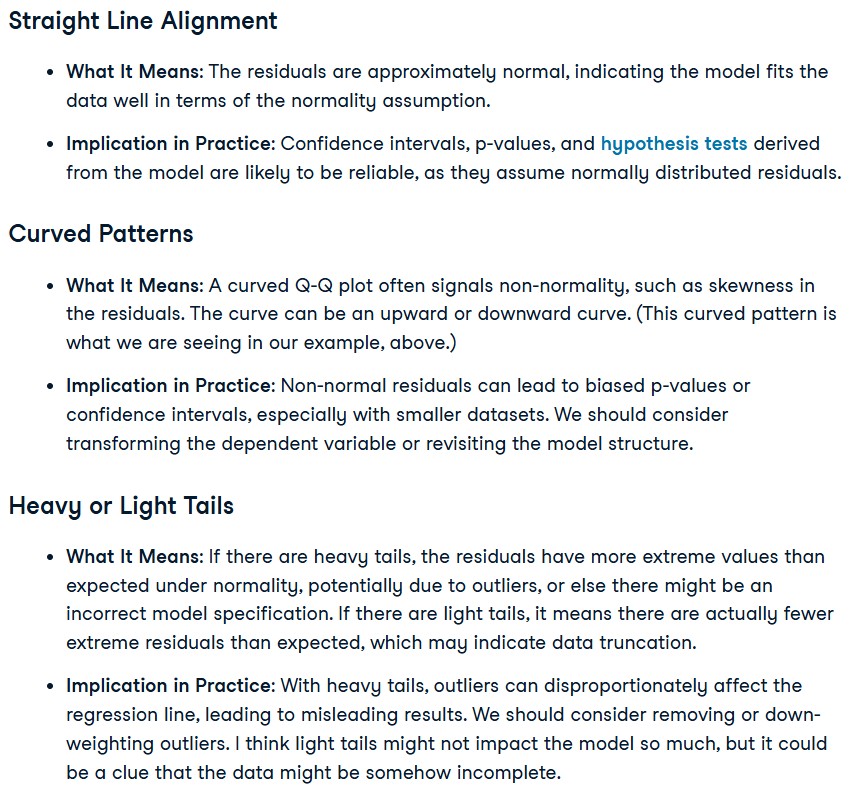 Straight Line Alignment
• What It Means: The residuals are approximately normal, indicating the model fits the
data well in terms of the normality assumption.
• Implication in Practice: Confidence intervals, p-values, and hypothesis tests derived
from the model are likely to be reliable, as they assume normally distributed residuals.
Curved Patterns
• What It Means: A curved Q-Q plot often signals non-normality, such as skewness in
the residuals. The curve can be an upward or downward curve. (This curved pattern is
what we are seeing in our example, above.)
• Implication in Practice: Non-normal residuals can lead to biased p-values or
confidence intervals, especially with smaller datasets. We should consider
transforming the dependent variable or revisiting the model structure.
Heavy or Light Tails
• What It Means: If there are heavy tails, the residuals have more extreme values than
expected under normality, potentially due to outliers, or else there might be an
incorrect model specification. If there are light tails, it means there are actually fewer
extreme residuals than expected, which may indicate data truncation.
• Implication in Practice: With heavy tails, outliers can disproportionately affect the
regression line, leading to misleading results. We should consider removing or down-
weighting outliers. I think light tails might not impact the model so much, but it could
be a clue that the data might be somehow incomplete.